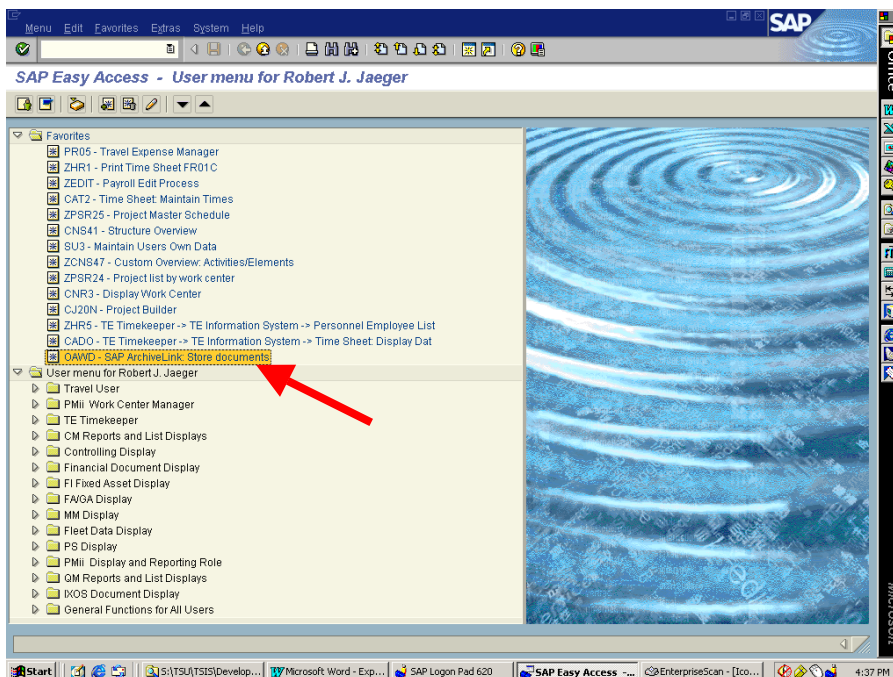 Menu Edit Favorites Extras System Help
SAP
SAP Easy Access - User menu for Robert J. Jaeger
Favorites
PR05 - Travel Expense Manager
ZHR1 - Print Time Sheet FR01C
ZEDIT - Payroll Edit Process
CAT2 - Time Sheet: Maintain Times
ZPSR25 - Project Master Schedule
CNS41 - Structure Overview
SU3 - Maintain Users Own Data
ZCNS47 - Custom Overview: Activities/Elements
ZPSR24 - Project list by work center
CNR3 - Display Work Center
CJ20N - Project Builder
ZHR5 - TE Timekeeper -> TE Information System -> Personnel Employee List
CADO - TE Timekeeper -> TE Information System -> Time Sheet: Display Dat
OAWD - SAP ArchiveLink: Store documents
User menu for Robert J. Jaeger
Travel User
PMii Work Center Manager
TE Timekeeper
CM Reports and List Displays
Controlling Display
Financial Document Display
FI Fixed Asset Display
FA/GA Display
MM Display
Fleet Data Display
PS Display
PMii Display and Reporting Role
QM Reports and List Displays
IXOS Document Display
General Functions for All Users
Office
Microsoft
Start S:\TSU\TSIS\Develop... Microsoft Word - Exp... SAP Logon Pad 620 SAP Easy Access -... EnterpriseScan - [Ico... 4:37 PM